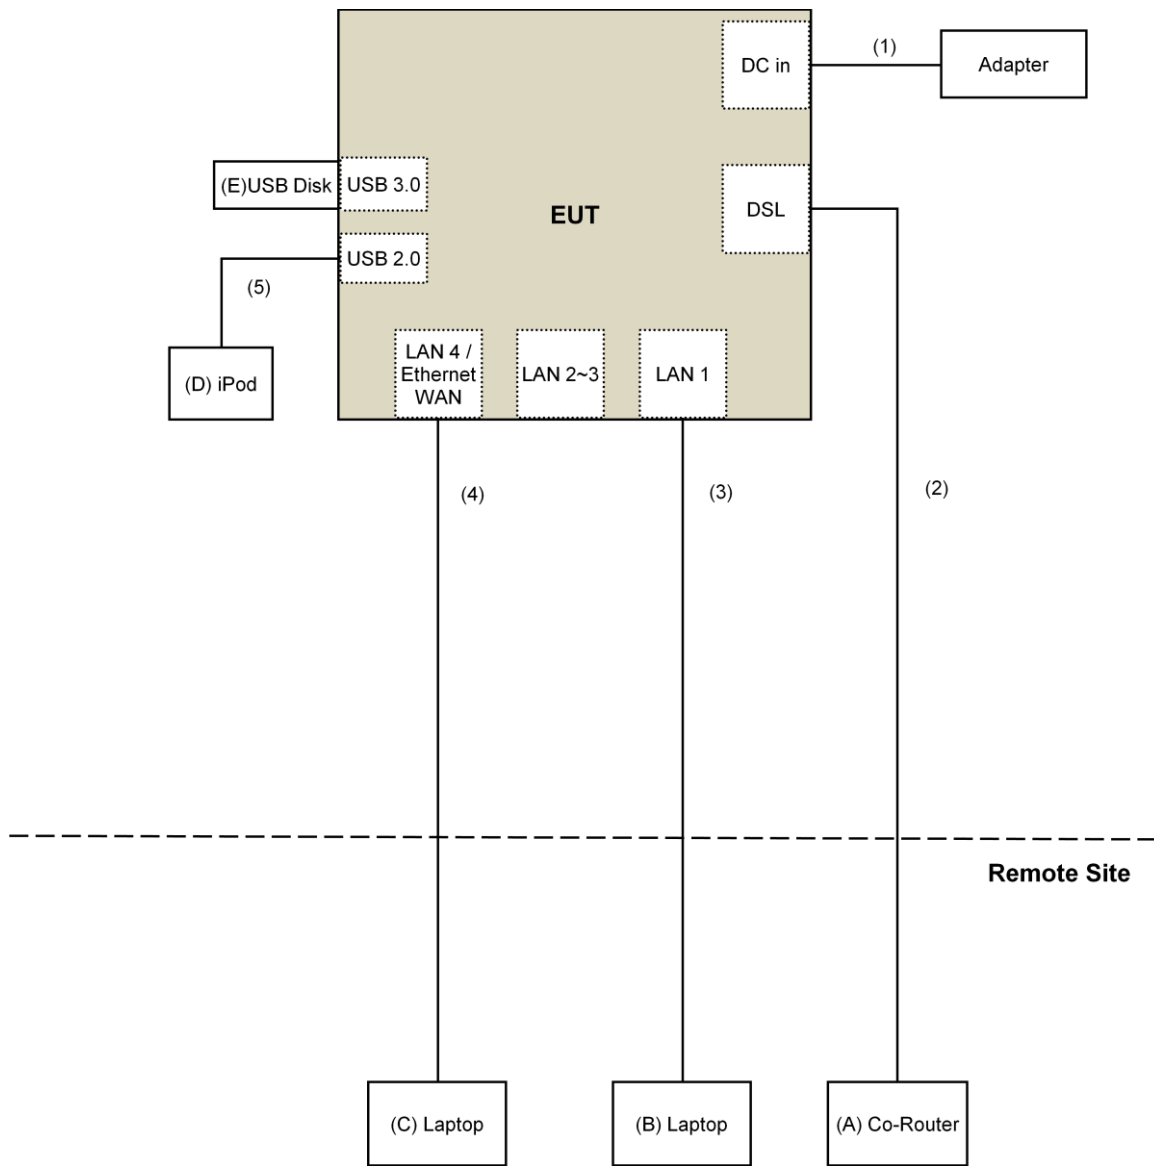 DC in
(1)
Adapter
(E)USB Disk
USB 3.0
EUT
DSL
USB 2.0
(5)
(D) iPod
LAN 4 /
Ethernet
WAN
LAN 2~3
LAN 1
(4)
(3)
(2)
Remote Site
(C) Laptop
(B) Laptop
(A) Co-Router